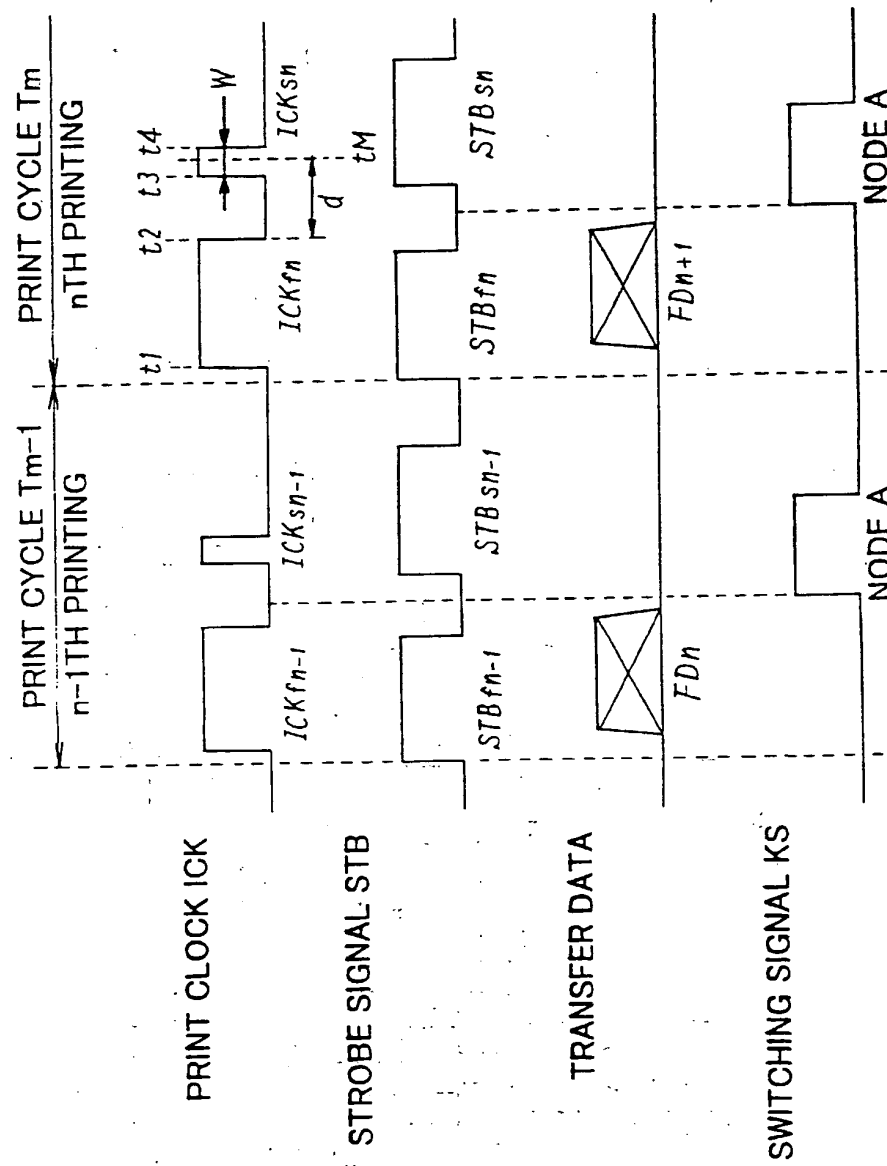 PRINT CYCLE Tm-1
n-1TH PRINTING
PRINT CYCLE Tm
nTH PRINTING
PRINT CLOCK ICK
t1
t2
t3
t4
W
ICKfn-1
ICKsn-1
ICKfn
ICKsn
d
tM
STROBE SIGNAL STB
STBfn-1
STBsn-1
STBfn
STBsn
TRANSFER DATA
FDn
FDn+1
SWITCHING SIGNAL KS
NODE A
NODE A